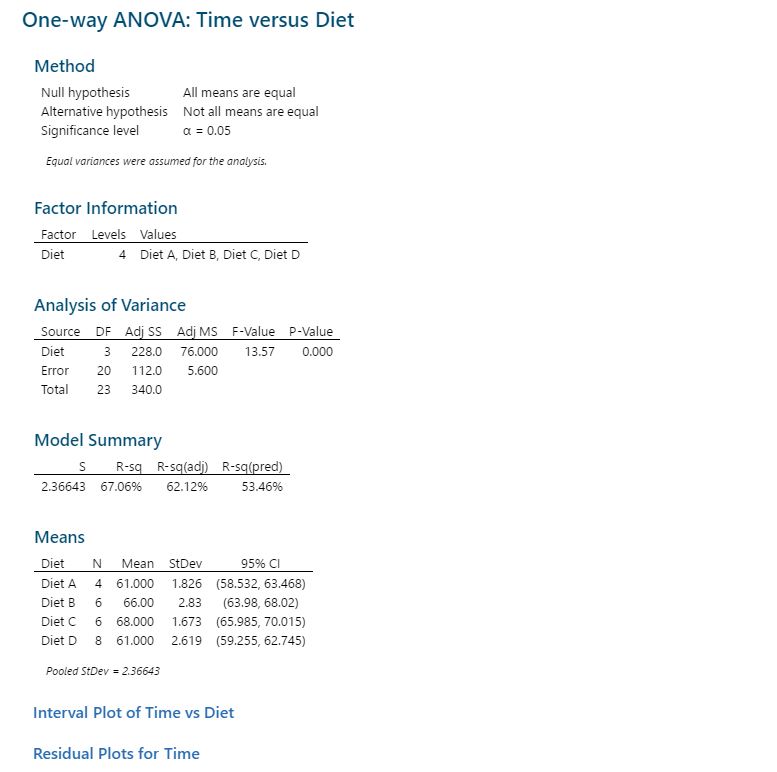 One-way ANOVA: Time versus Diet
Method
Null hypothesis All means are equal
Alternative hypothesis Not all means are equal
Significance level α = 0.05
Equal variances were assumed for the analysis.
Factor Information
Factor Levels Values
Diet 4 Diet A, Diet B, Diet C, Diet D
Analysis of Variance
Source DF Adj SS Adj MS F-Value P-Value
Diet 3 228.0 76.000 13.57 0.000
Error 20 112.0 5.600
Total 23 340.0
Model Summary
S R-sq R-sq(adj) R-sq(pred)
2.36643 67.06% 62.12% 53.46%
Means
Diet N Mean StDev 95% CI
Diet A 4 61.000 1.826 (58.532, 63.468)
Diet B 6 66.00 2.83 (63.98, 68.02)
Diet C 6 68.000 1.673 (65.985, 70.015)
Diet D 8 61.000 2.619 (59.255, 62.745)
Pooled StDev = 2.36643
Interval Plot of Time vs Diet
Residual Plots for Time